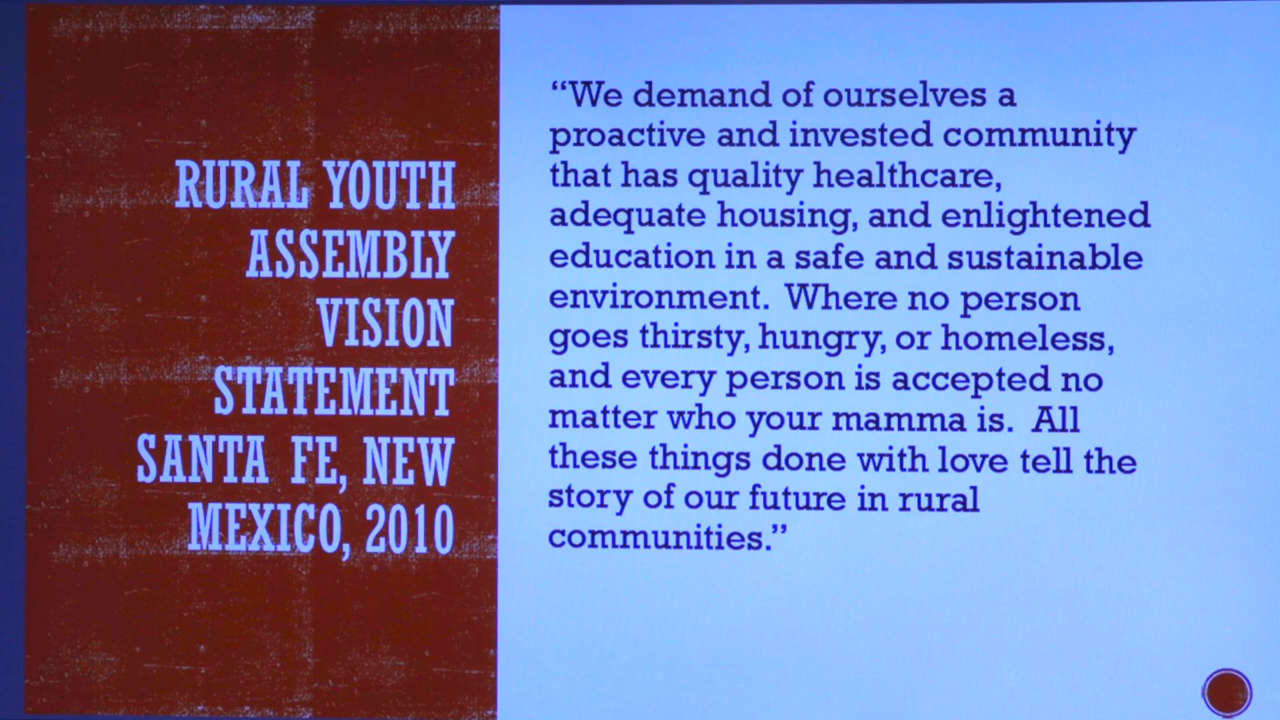 RURAL YOUTH
ASSEMBLY
VISION
STATEMENT
SANTA FE, NEW
MEXICO, 2010
“We demand of ourselves a
proactive and invested community
that has quality healthcare,
adequate housing, and enlightened
education in a safe and sustainable
environment.  Where no person
goes thirsty, hungry, or homeless,
and every person is accepted no
matter who your mamma is.  All
these things done with love tell the
story of our future in rural
communities.”